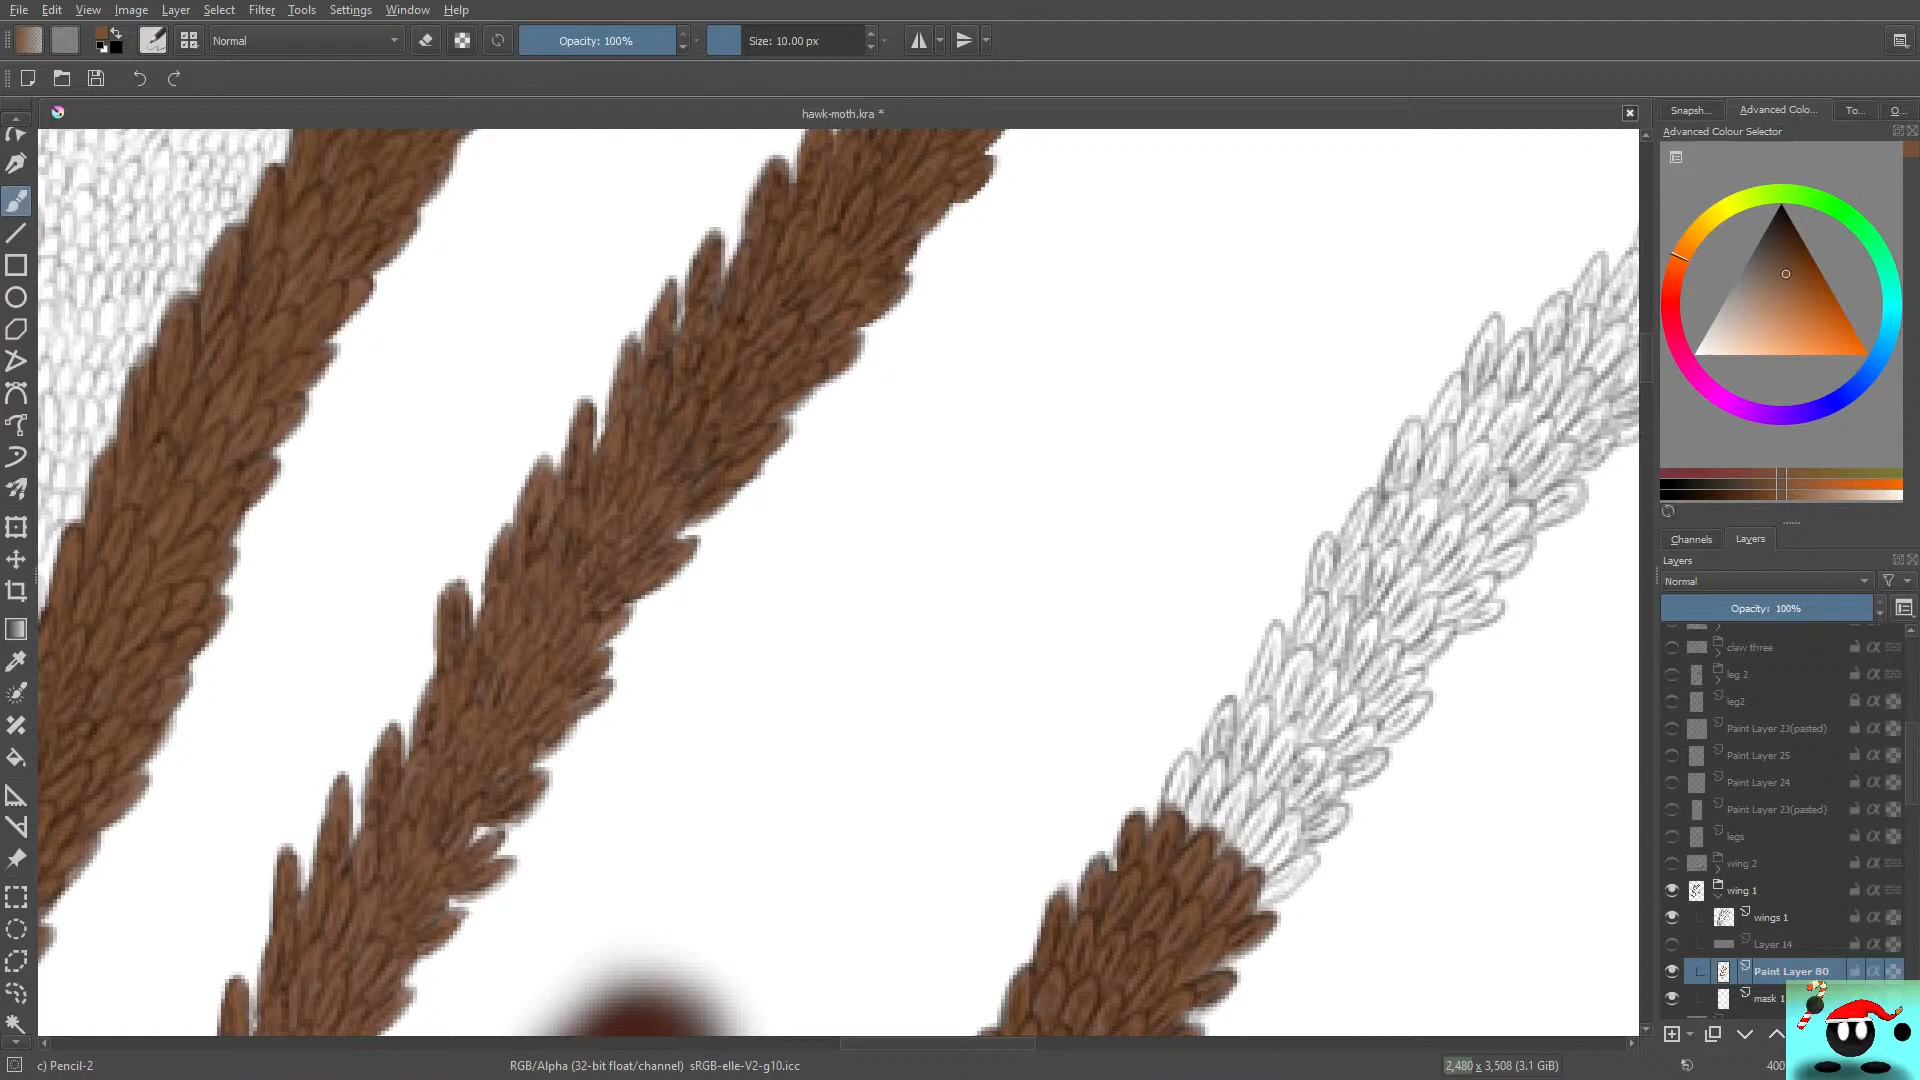 File Edit View Image Layer Select Filter Tools Settings Window Help
Normal Opacity: 100% Size: 10.00 px
hawk-moth.kra *
Snapsh... Advanced Colo... To... O...
Advanced Colour Selector
Channels Layers
Layers
Normal
Opacity: 100%
claw three
leg 2
leg2
Paint Layer 23(pasted)
Paint Layer 25
Paint Layer 24
Paint Layer 23(pasted)
legs
wing 2
wing 1
wings 1
Layer 14
Paint Layer 80
mask 1
c) Pencil-2 RGB/Alpha (32-bit float/channel) sRGB-elle-V2-g10.icc 2,480 x 3,508 (3.1 GiB) 400